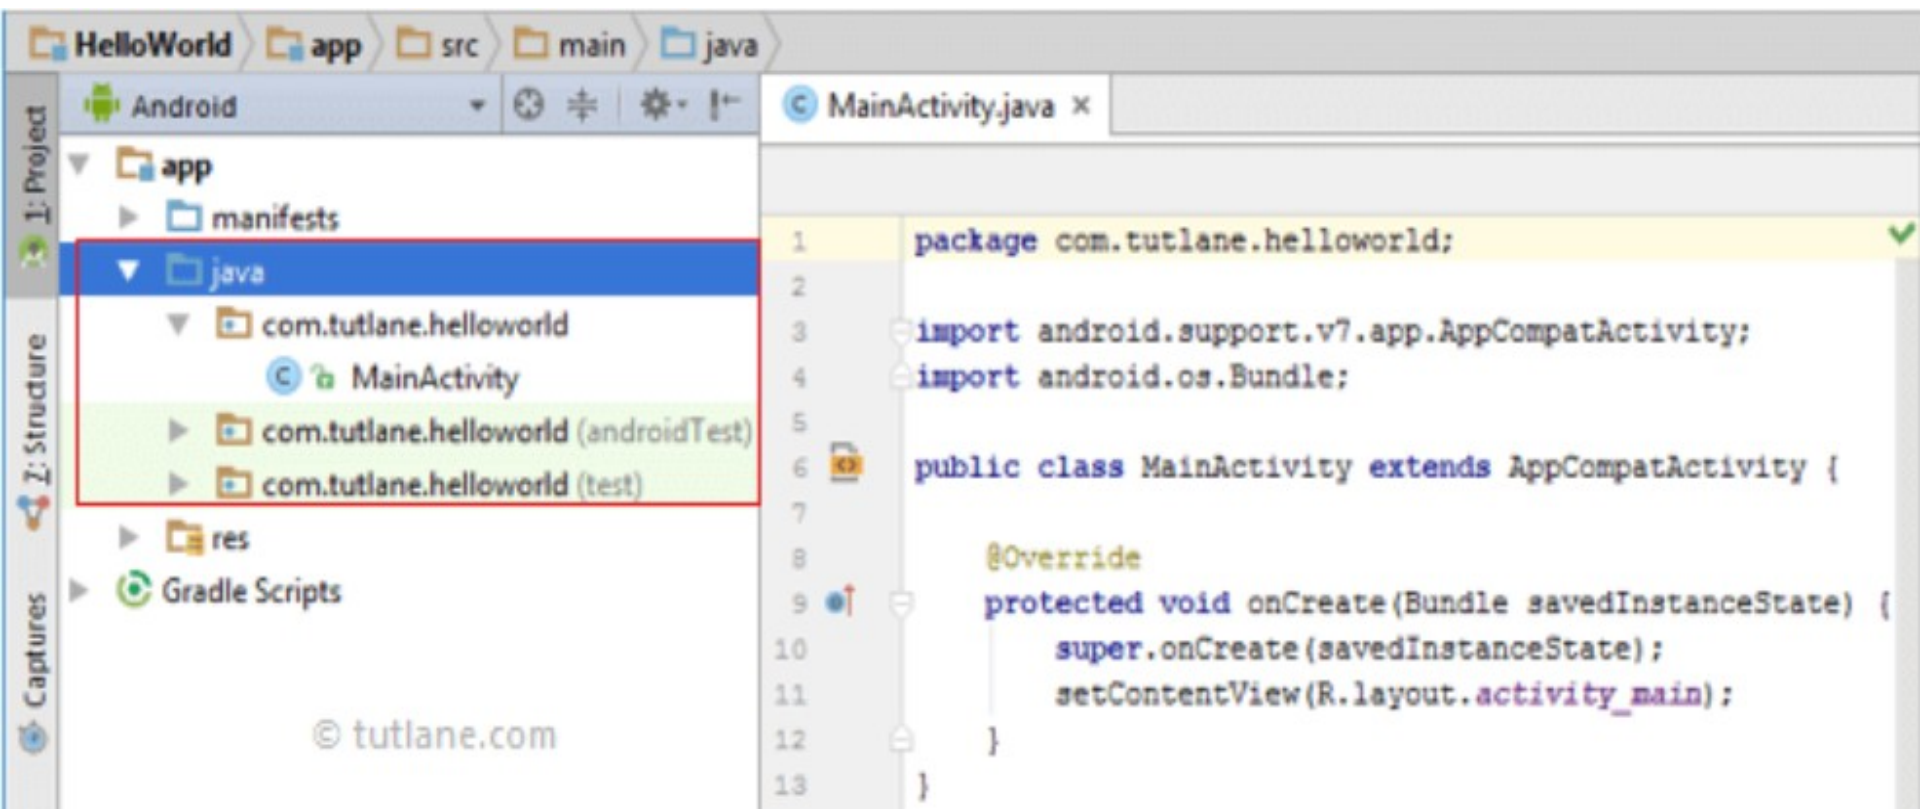 HelloWorld app src main java
1: Project
7: Structure
Captures
Android
app
manifests
java
com.tutlane.helloworld
MainActivity
com.tutlane.helloworld (androidTest)
com.tutlane.helloworld (test)
res
Gradle Scripts
© tutlane.com
MainActivity.java ×
1 package com.tutlane.helloworld;
2
3 import android.support.v7.app.AppCompatActivity;
4 import android.os.Bundle;
5
6 public class MainActivity extends AppCompatActivity {
7
8 @Override
9 protected void onCreate(Bundle savedInstanceState) {
10 super.onCreate(savedInstanceState);
11 setContentView(R.layout.activity_main);
12 }
13 }